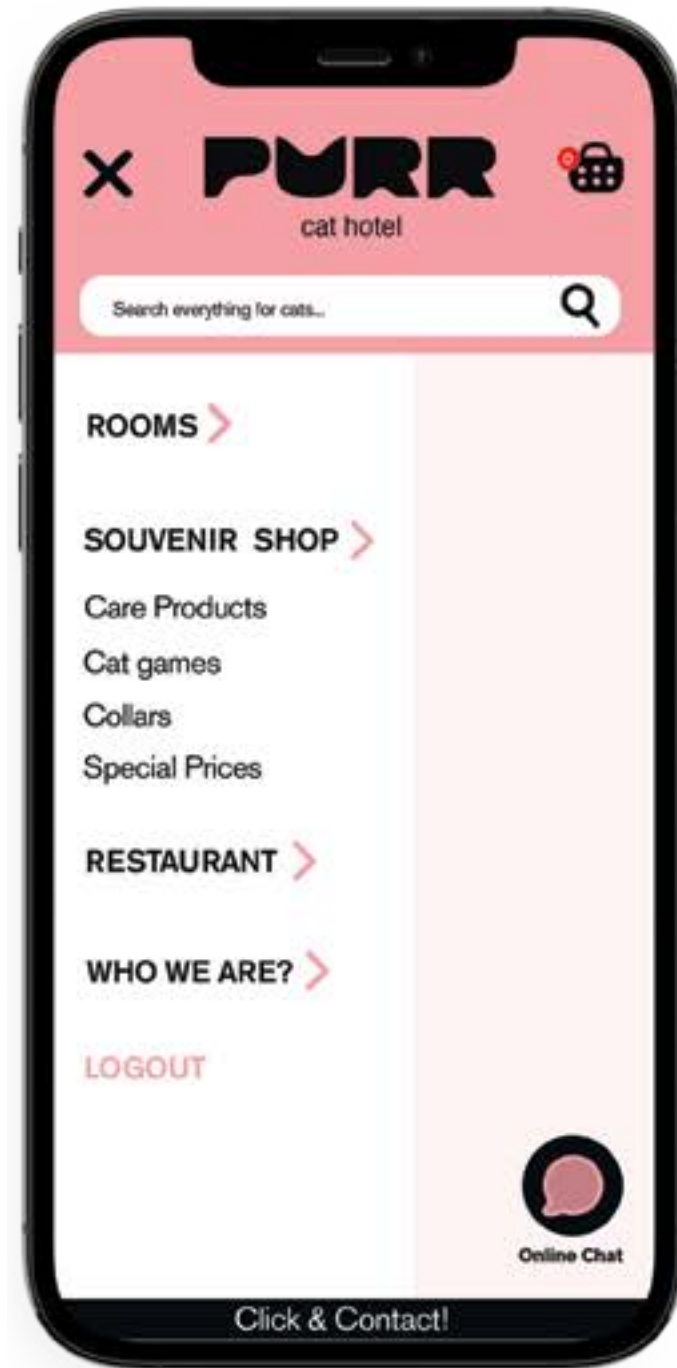 PURR
0
cat hotel
Search everything for cats...
ROOMS
SOUVENIR SHOP
Care Products
Cat games
Collars
Special Prices
RESTAURANT
WHO WE ARE?
LOGOUT
Online Chat
Click & Contact!